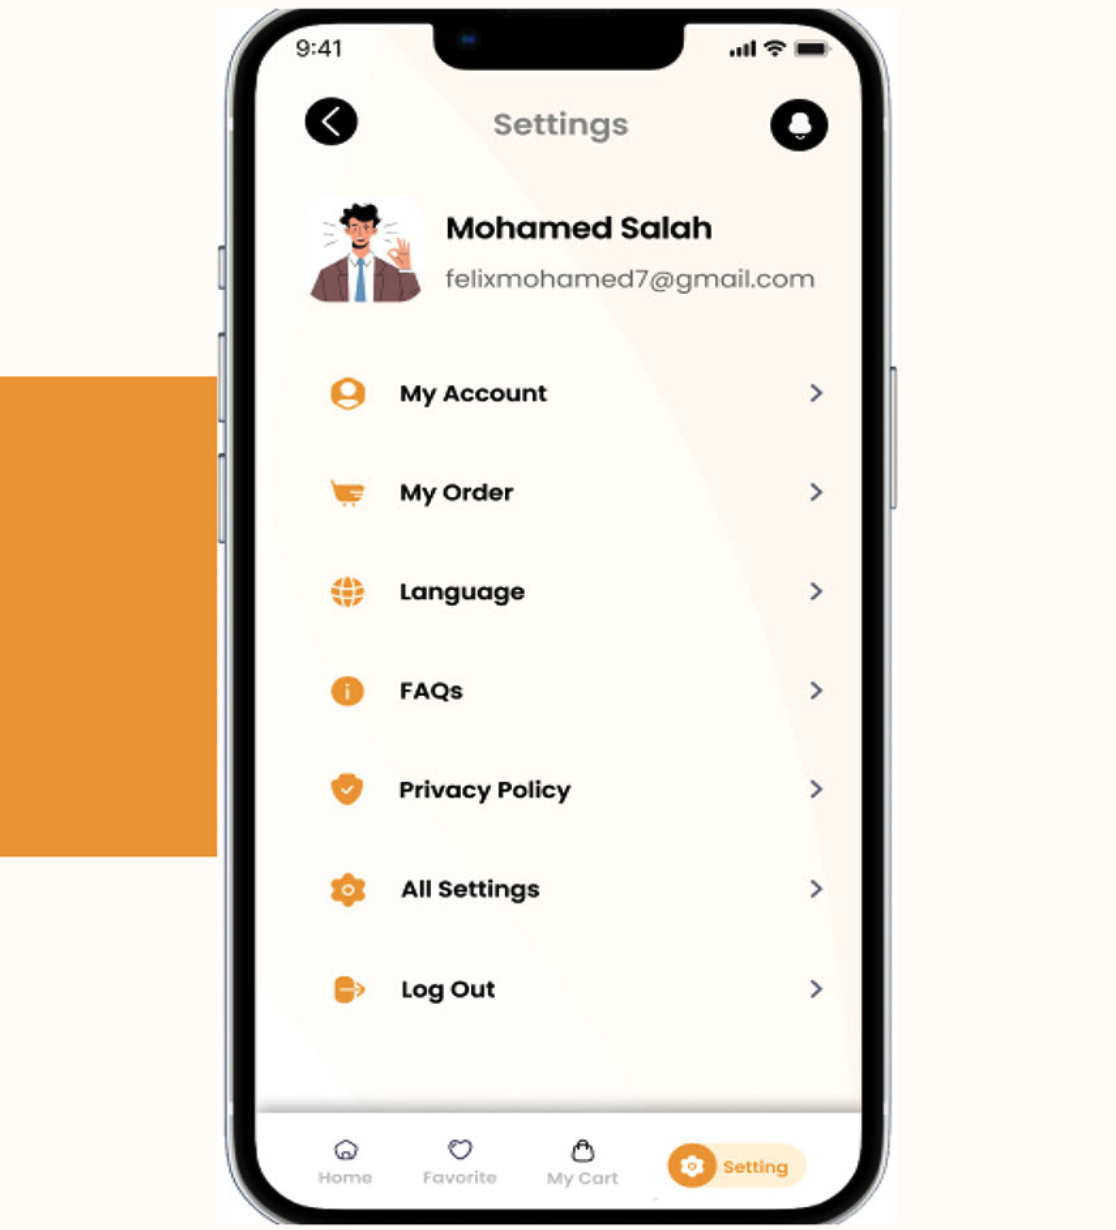 9:41
Settings
Mohamed Salah
felixmohamed7@gmail.com
My Account
My Order
Language
FAQs
Privacy Policy
All Settings
Log Out
Home
Favorite
My Cart
Setting